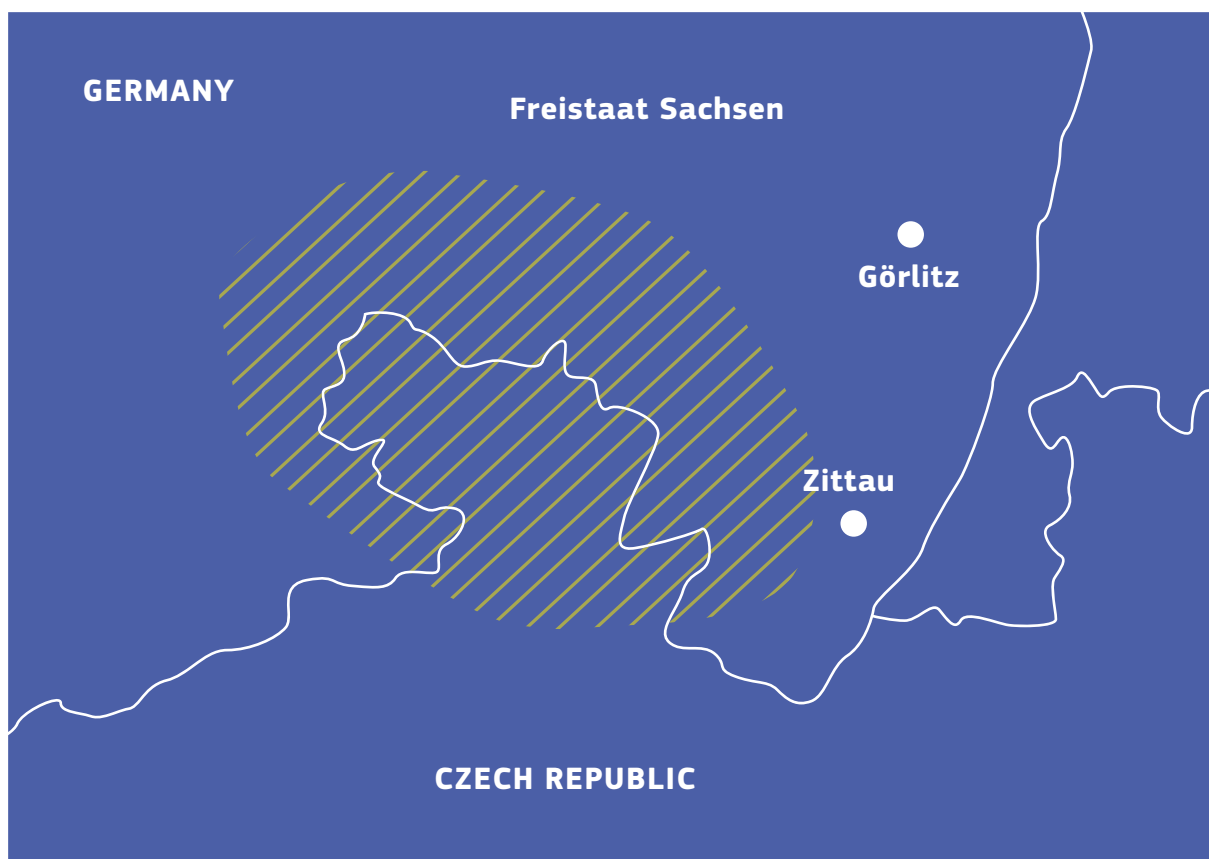 GERMANY
Freistaat Sachsen
Görlitz
Zittau
CZECH REPUBLIC